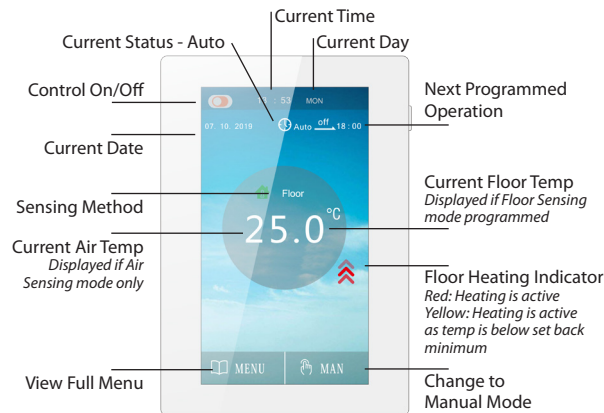 Current Time
Current Status - Auto
Current Day
Control On/Off
Next Programmed
Operation
: 53 MON
07. 10. 2019 Auto off 18 : 00
Current Date
Sensing Method
Floor
Current Floor Temp
Displayed if Floor Sensing
mode programmed
25.0°C
Current Air Temp
Displayed if Air
Sensing mode only
Floor Heating Indicator
Red: Heating is active
Yellow: Heating is active
as temp is below set back
minimum
MENU
MAN
View Full Menu
Change to
Manual Mode